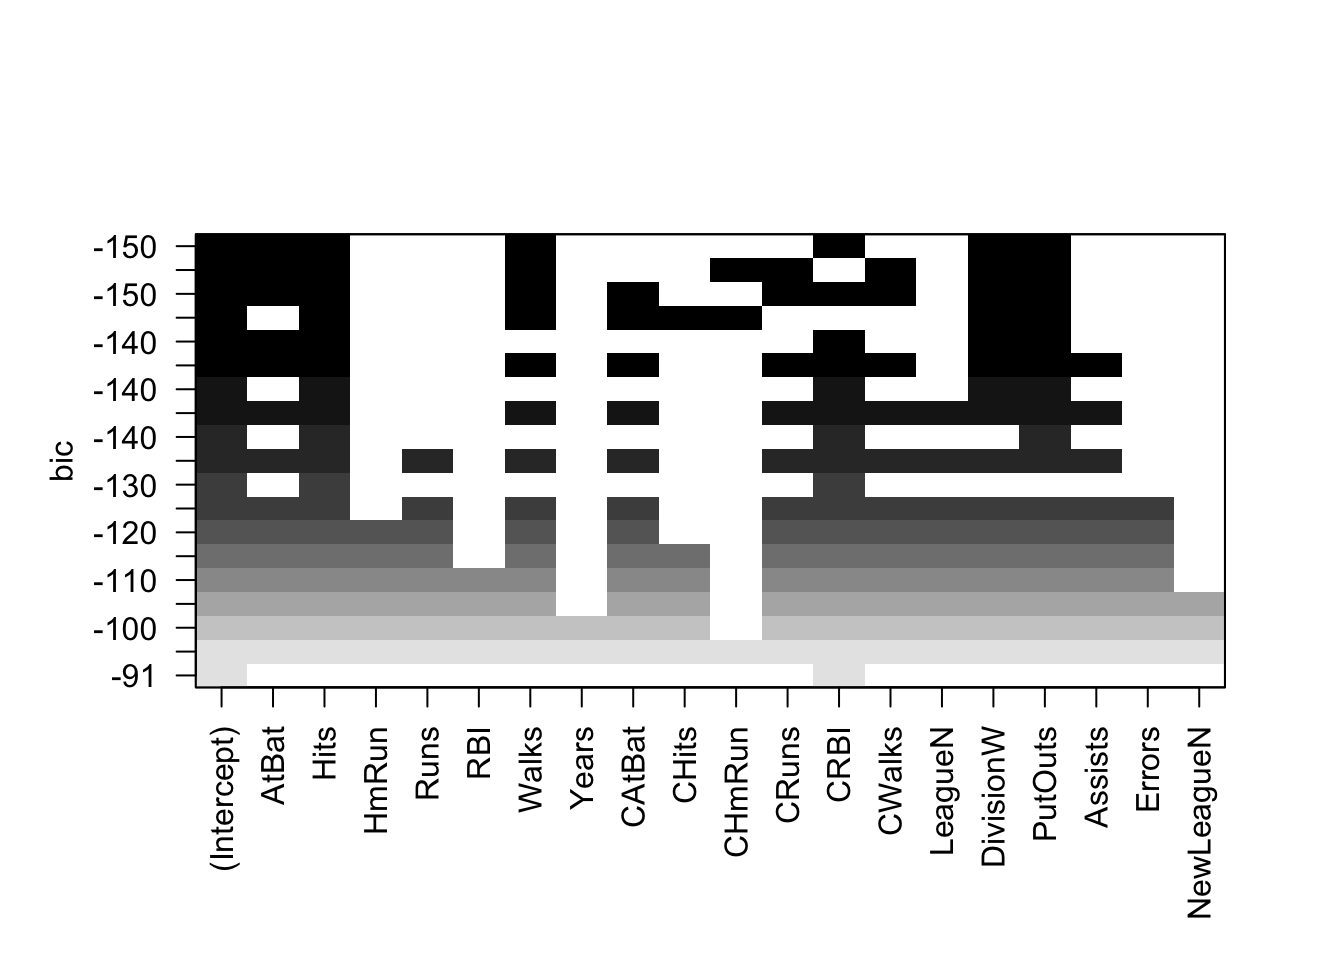 bic
-150
-150
-140
-140
-140
-130
-120
-110
-100
-91
(Intercept)
AtBat
Hits
HmRun
Runs
RBI
Walks
Years
CAtBat
CHits
CHmRun
CRuns
CRBI
CWalks
LeagueN
DivisionW
PutOuts
Assists
Errors
NewLeagueN